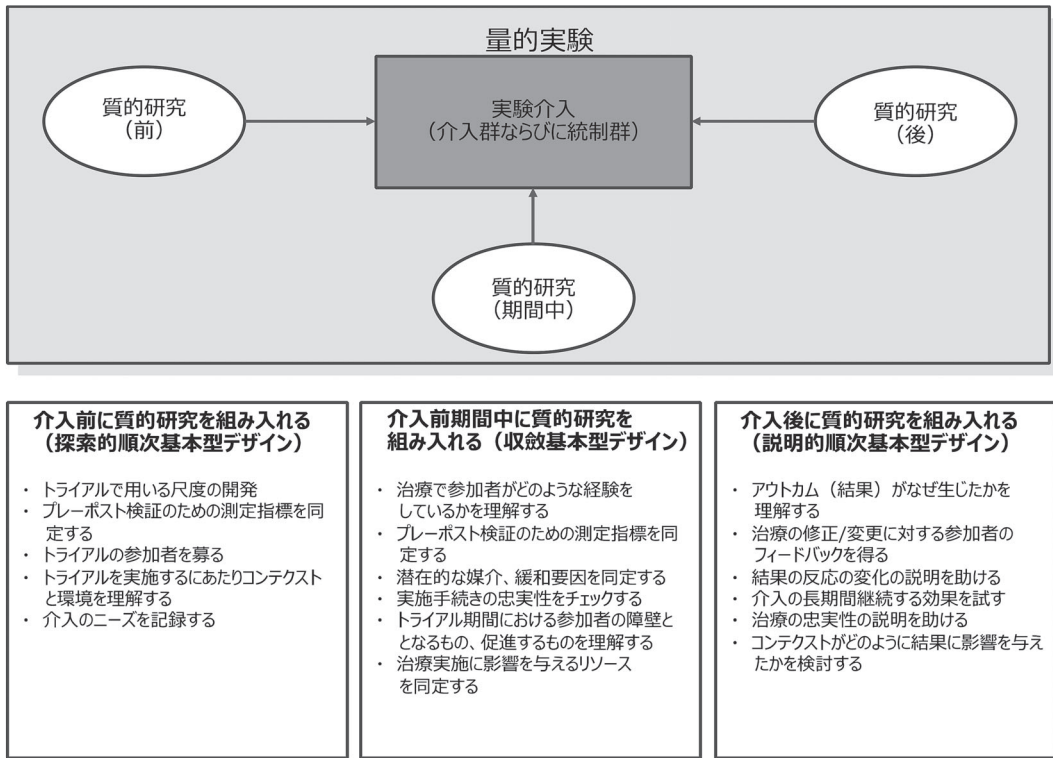 量的実験
質的研究
（前）
実験介入
（介入群ならびに統制群）
質的研究
（後）
質的研究
（期間中）
介入前に質的研究を組み入れる
（探索的順次基本型デザイン）
・ トライアルで用いる尺度の開発
・ プレーポスト検証のための測定指標を同
定する
・ トライアルの参加者を募る
・ トライアルを実施するにあたりコンテクスト
と環境を理解する
・ 介入のニーズを記録する
介入前期間中に質的研究を
組み入れる（収斂基本型デザイン）
・ 治療で参加者がどのような経験を
しているかを理解する
・ プレーポスト検証のための測定指標を同
定する
・ 潜在的な媒介、緩和要因を同定する
・ 実施手続きの忠実性をチェックする
・ トライアル期間における参加者の障壁と
となるもの、促進するものを理解する
・ 治療実施に影響を与えるリソース
を同定する
介入後に質的研究を組み入れる
（説明的順次基本型デザイン）
・ アウトカム（結果）がなぜ生じたかを
理解する
・ 治療の修正/変更に対する参加者の
フィードバックを得る
・ 結果の反応の変化の説明を助ける
・ 介入の長期間継続する効果を試す
・ 治療の忠実性の説明を助ける
・ コンテクストがどのように結果に影響を与え
たかを検討する